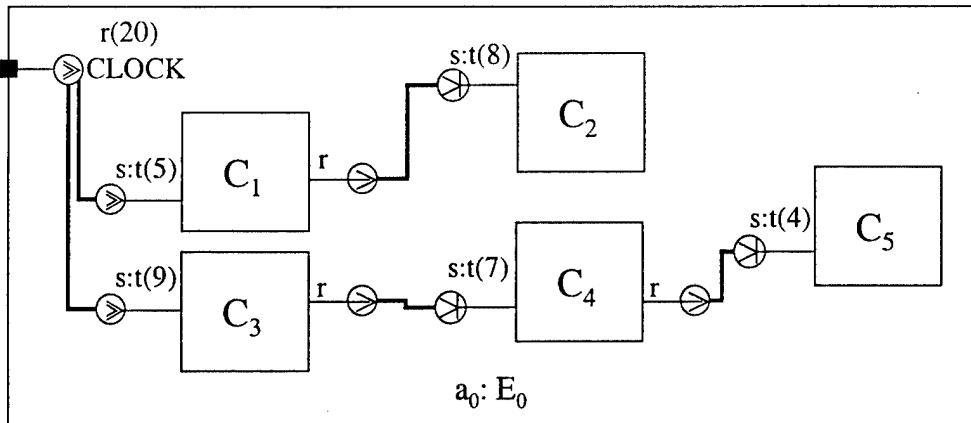 r(20)
CLOCK
s:t(8)
C₂
s:t(5)
C₁
r
s:t(4)
C₅
s:t(9)
C₃
r
s:t(7)
C₄
r
a₀: E₀